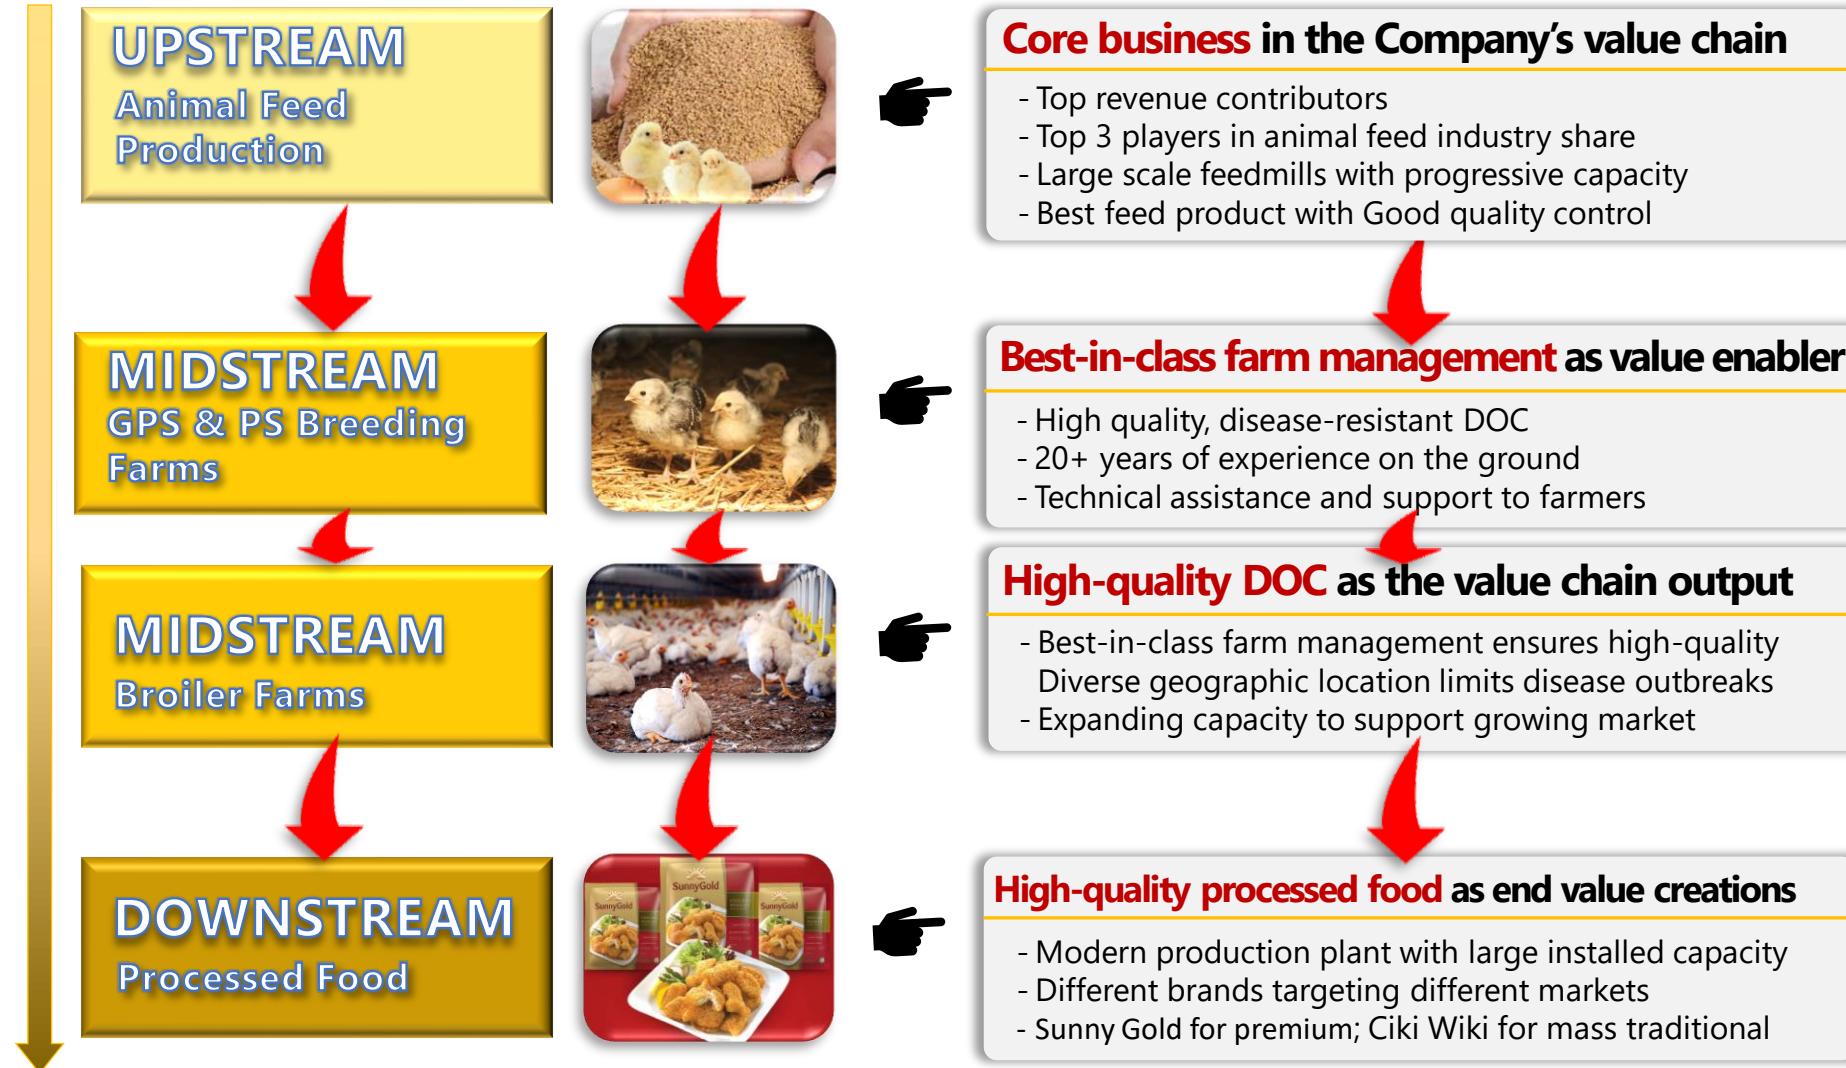 UPSTREAM
Animal Feed
Production
Core business in the Company's value chain
- Top revenue contributors
- Top 3 players in animal feed industry share
- Large scale feedmills with progressive capacity
- Best feed product with Good quality control
MIDSTREAM
GPS & PS Breeding
Farms
Best-in-class farm management as value enabler
- High quality, disease-resistant DOC
- 20+ years of experience on the ground
- Technical assistance and support to farmers
MIDSTREAM
Broiler Farms
High-quality DOC as the value chain output
- Best-in-class farm management ensures high-quality
Diverse geographic location limits disease outbreaks
- Expanding capacity to support growing market
DOWNSTREAM
Processed Food
SunnyGold
SunnyGold
SunnyGold
High-quality processed food as end value creations
- Modern production plant with large installed capacity
- Different brands targeting different markets
- Sunny Gold for premium; Ciki Wiki for mass traditional